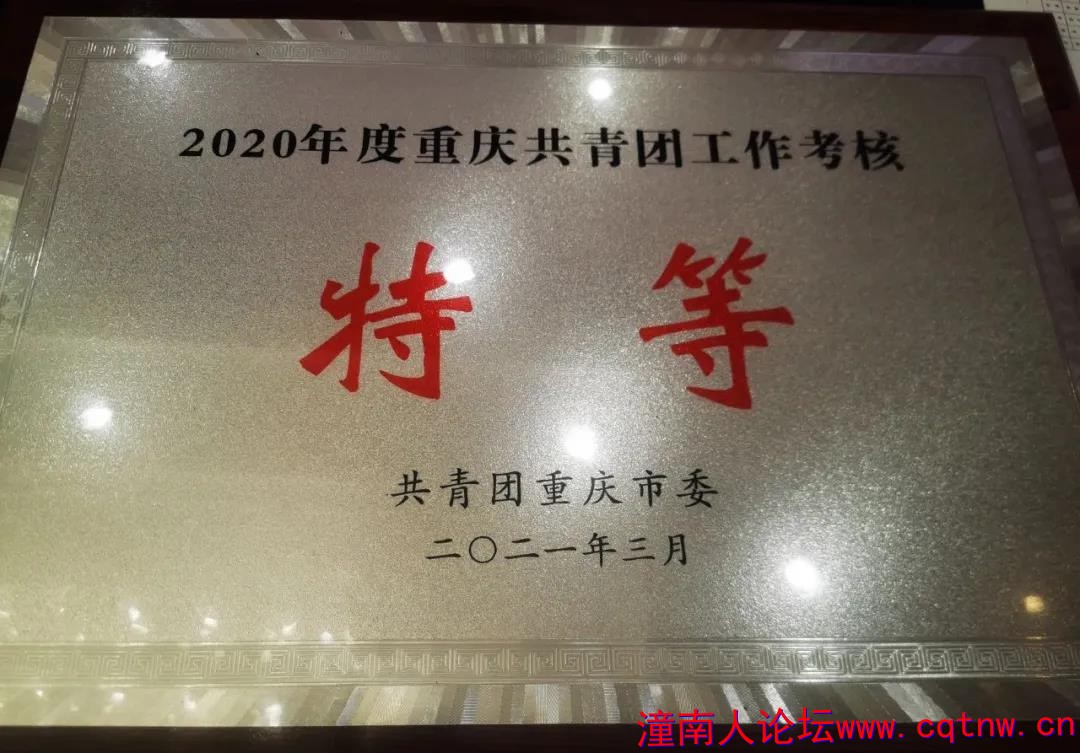 2020年度重庆共青团工作考核
特等
共青团重庆市委
二〇二一年三月
潼南人论坛www.cqtnw.cn